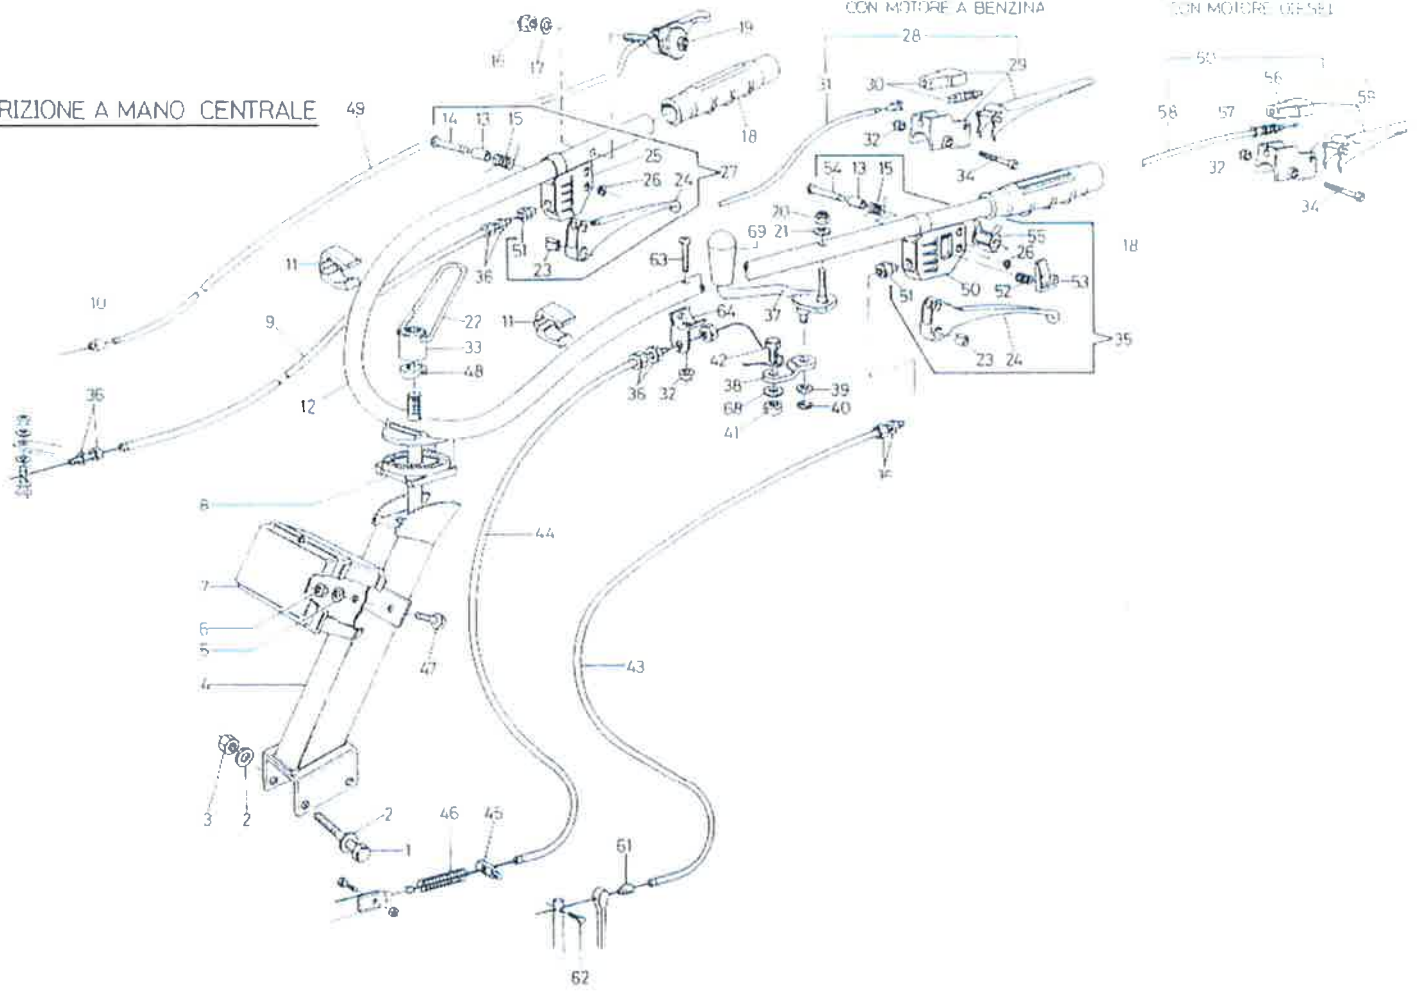 CON MOTORE A BENZINA
CON MOTORE DIESEL
RIZIONE A MANO CENTRALE
16 17 19 28 29 30 31 60 56 59
49 14 13 15 18 32 57 58
25 27 26 24 34 32 34
54 13 15 20 21 69 55 18
11 36 51 23 63 26
10 9 22 11 37 51 50 52 53
33 48 64 42 23 24 35
12 36 32 38 39
36 68 40 41
8 36
44
7
6
5 47 43
4
3 2 2 46 45 61
1
62